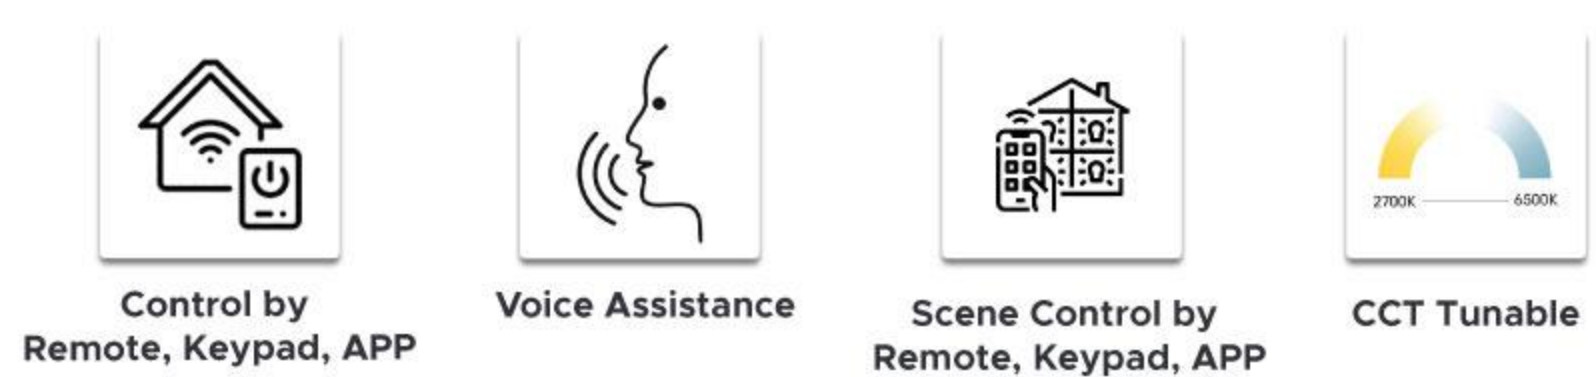 2700K
6500K
Control by
Remote, Keypad, APP
Voice Assistance
Scene Control by
Remote, Keypad, APP
CCT Tunable